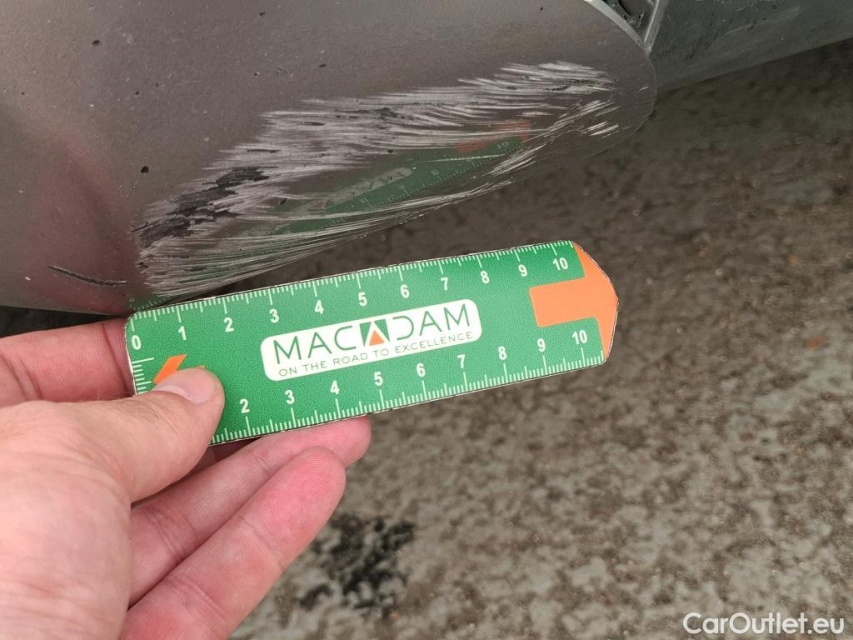 0 1 2 3 4 5 6 7 8 9 10
MACADAM
ON THE ROAD TO EXCELLENCE
2 3 4 5 6 7 8 9 10
CarOutlet.eu